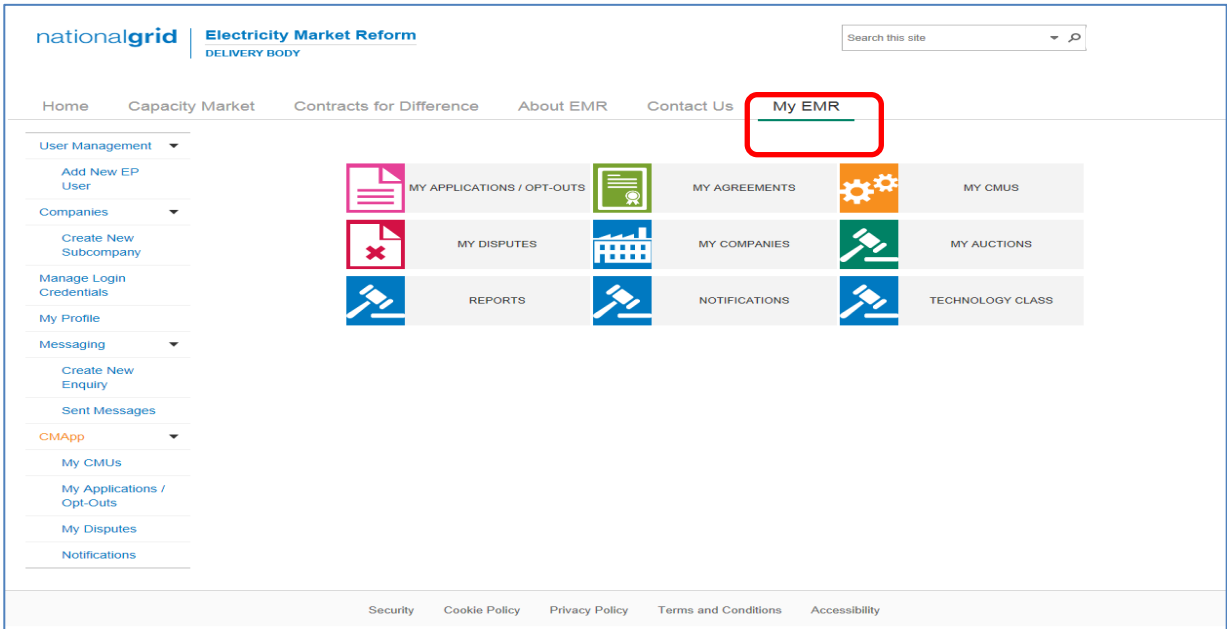 nationalgrid
Electricity Market Reform
DELIVERY BODY
Search this site
Home Capacity Market Contracts for Difference About EMR Contact Us My EMR
User Management
Add New EP
User
Companies
Create New
Subcompany
Manage Login
Credentials
My Profile
Messaging
Create New
Enquiry
Sent Messages
CMApp
My CMUs
My Applications /
Opt-Outs
My Disputes
Notifications
MY APPLICATIONS / OPT-OUTS MY AGREEMENTS MY CMUS
MY DISPUTES MY COMPANIES MY AUCTIONS
REPORTS NOTIFICATIONS TECHNOLOGY CLASS
Security Cookie Policy Privacy Policy Terms and Conditions Accessibility